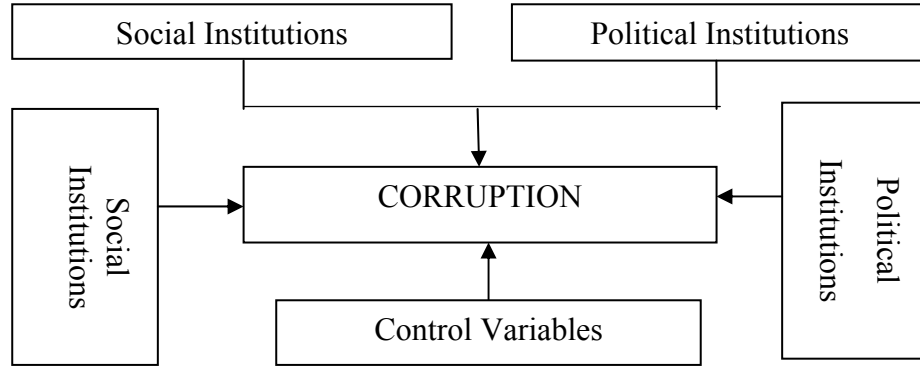 Social Institutions
Political Institutions
Social
Institutions
CORRUPTION
Political
Institutions
Control Variables